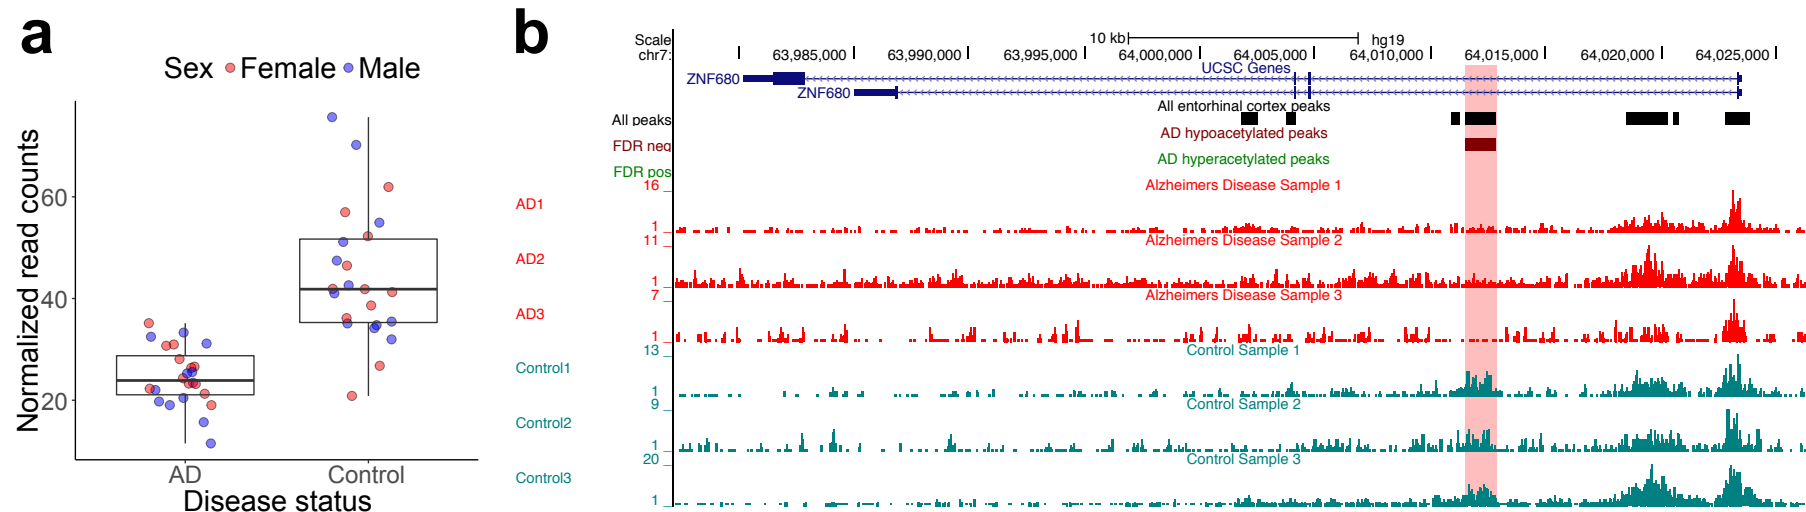 a
Sex Female Male
Normalized read counts
60
40
20
AD Control
Disease status
b
Scale 10 kb hg19
chr7: 63,985,000 63,990,000 63,995,000 64,000,000 64,005,000 64,010,000 64,015,000 64,020,000 64,025,000
UCSC Genes
ZNF680
ZNF680
All entorhinal cortex peaks
All peaks
AD hypoacetylated peaks
FDR neg
AD hyperacetylated peaks
FDR pos
16 Alzheimers Disease Sample 1
AD1
1
11 Alzheimers Disease Sample 2
AD2
1
7 Alzheimers Disease Sample 3
AD3
1
13 Control Sample 1
Control1
1
9 Control Sample 2
Control2
1
20 Control Sample 3
Control3
1